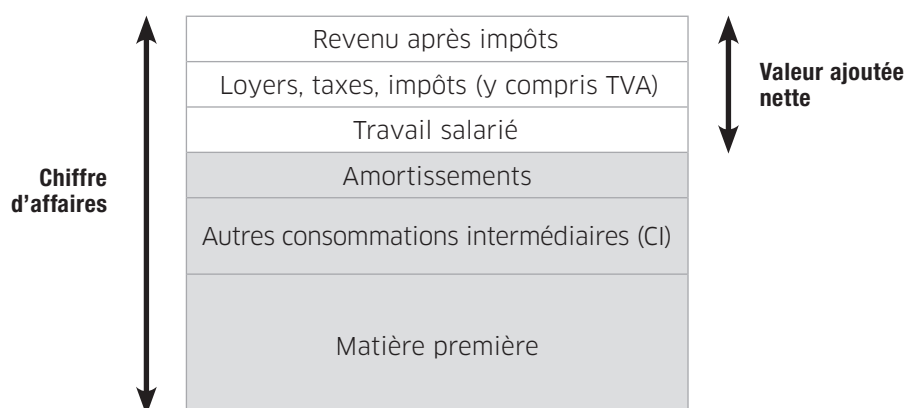 Revenu après impôts
Loyers, taxes, impôts (y compris TVA)
Valeur ajoutée
nette
Travail salarié
Chiffre
d'affaires
Amortissements
Autres consommations intermédiaires (CI)
Matière première